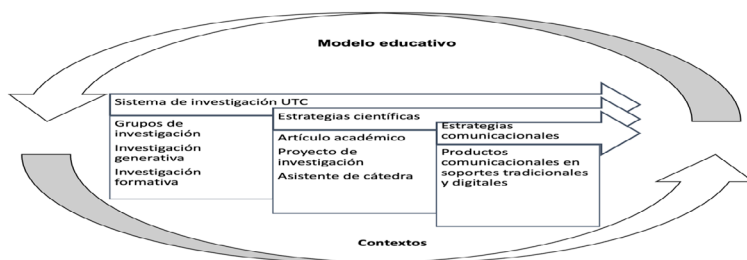 Modelo educativo
Sistema de investigación UTC
Grupos de
investigación
Investigación
generativa
Investigación
formativa
Estrategias científicas
Artículo académico
Proyecto de
investigación
Asistente de cátedra
Estrategias
comunicacionales
Productos
comunicacionales en
soportes tradicionales
y digitales
Contextos